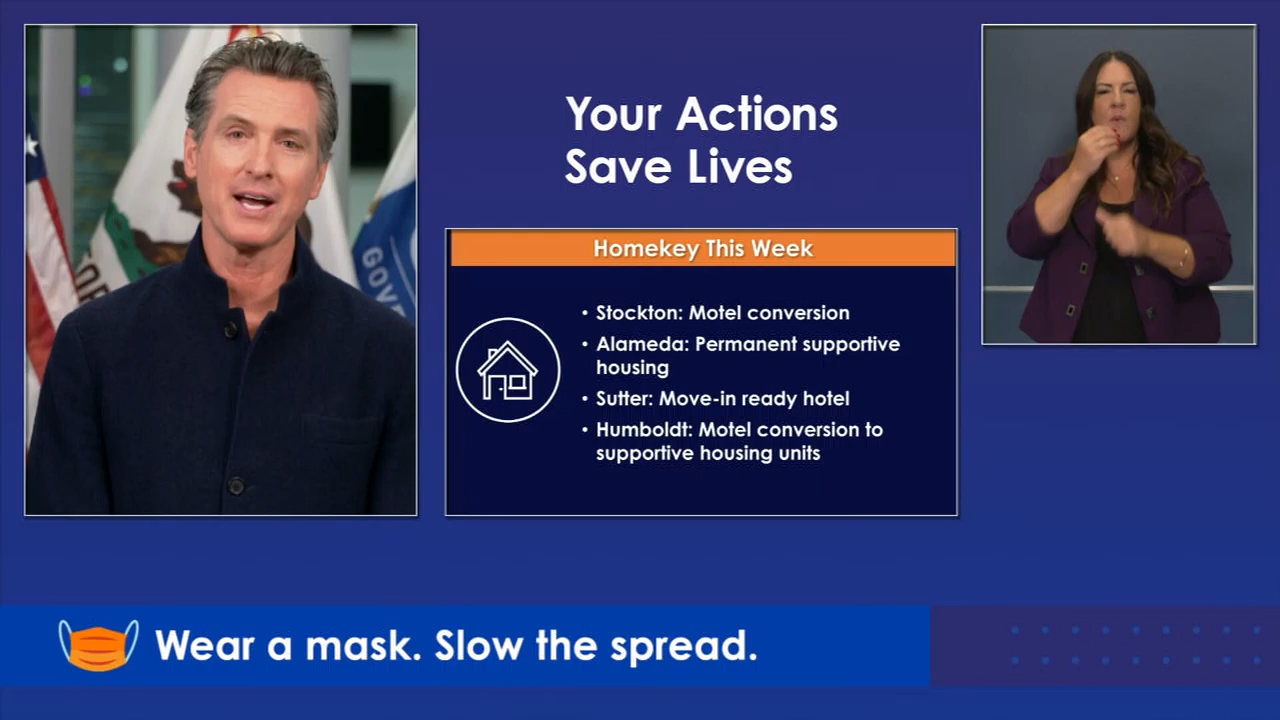 Your Actions
Save Lives
Homekey This Week
• Stockton: Motel conversion
• Alameda: Permanent supportive
housing
• Sutter: Move-in ready hotel
• Humboldt: Motel conversion to
supportive housing units
GOVE
Wear a mask. Slow the spread.